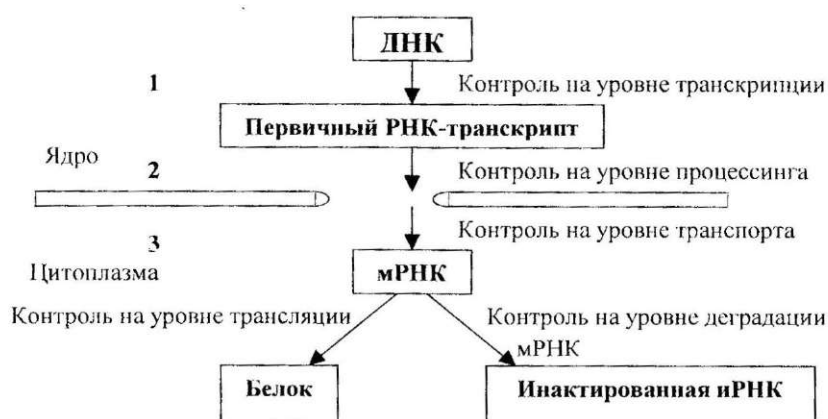 ДНК
1
Контроль на уровне транскрипции
Первичный РНК-транскрипт
Ядро
2
Контроль на уровне процессинга
3
Контроль на уровне транспорта
Цитоплазма
мРНК
Контроль на уровне трансляции
Контроль на уровне деградации
мРНК
Белок
Инактированная иРНК